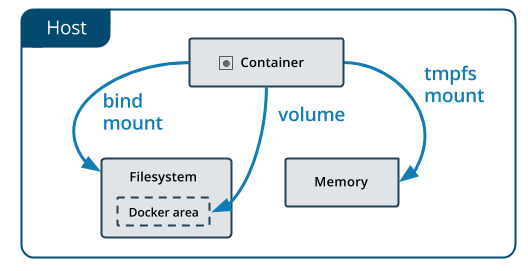 Host
Container
bind
mount
volume
tmpfs
mount
Filesystem
Docker area
Memory